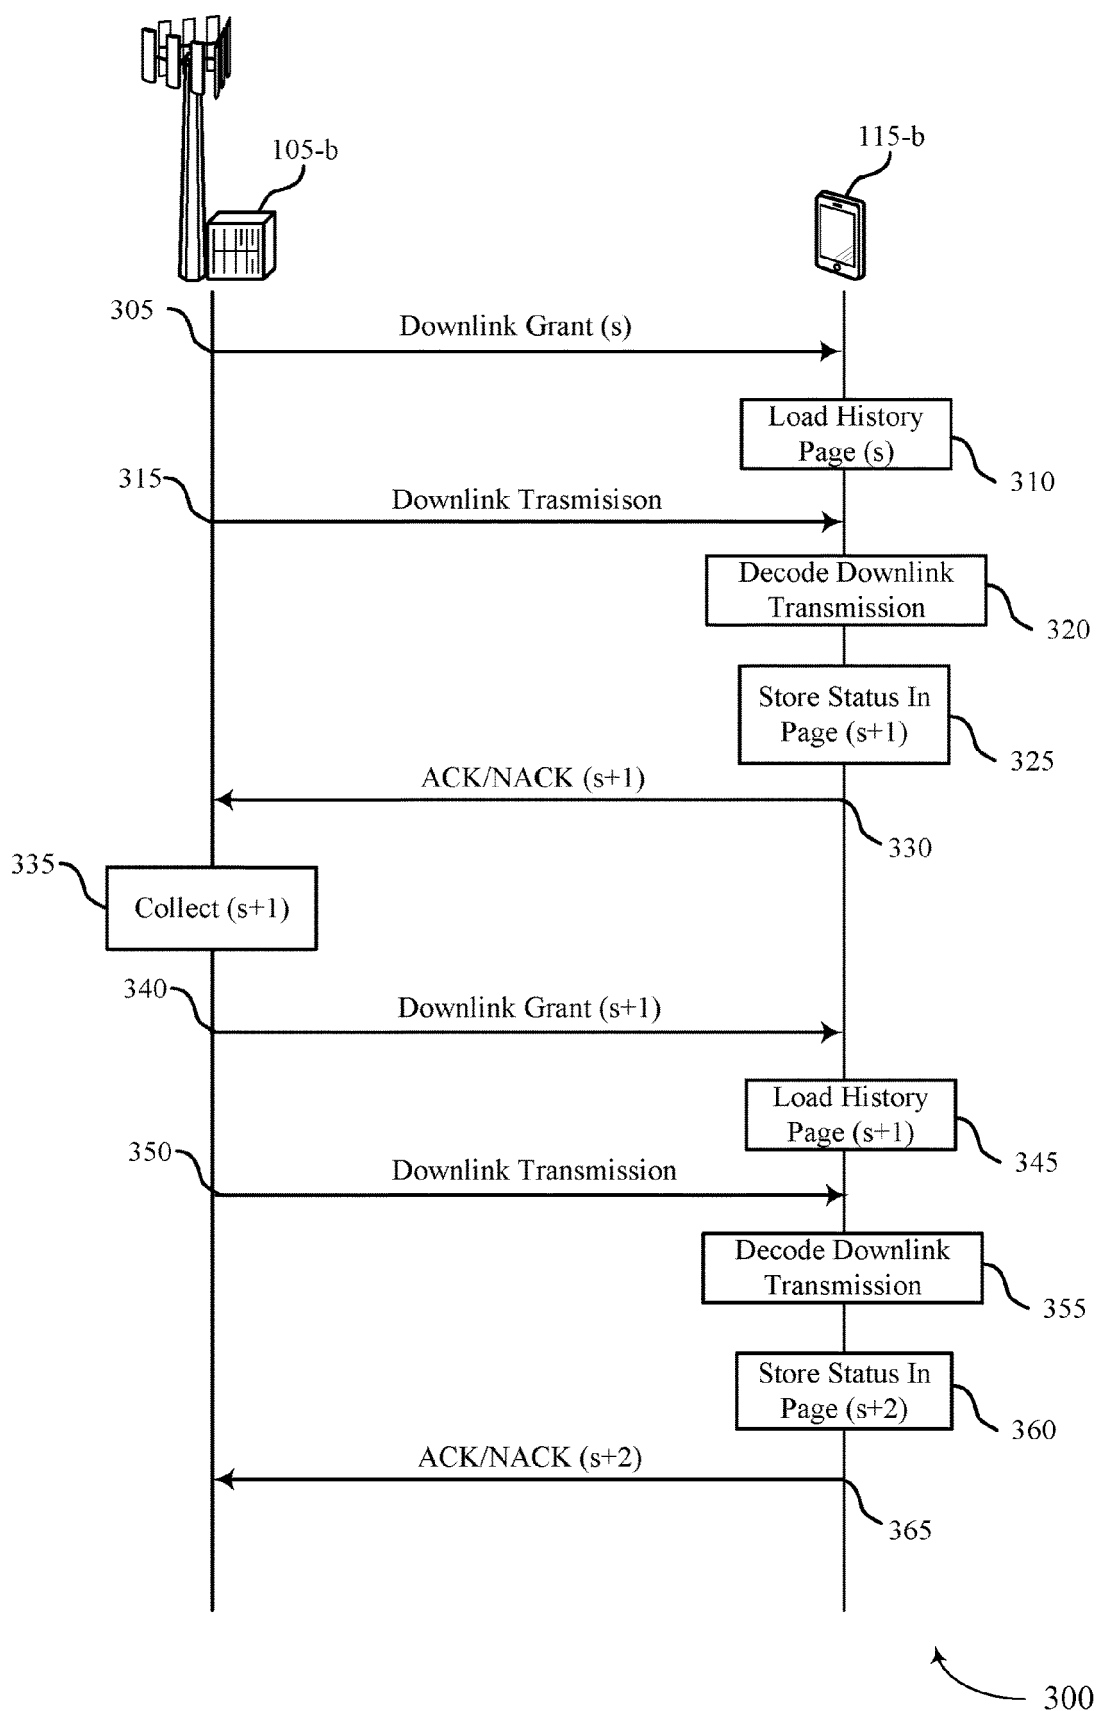 105-b
115-b
305
Downlink Grant (s)
Load History
Page (s)
310
315
Downlink Trasmisison
Decode Downlink
Transmission
320
Store Status In
Page (s+1)
325
ACK/NACK (s+1)
330
335
Collect (s+1)
340
Downlink Grant (s+1)
Load History
Page (s+1)
345
350
Downlink Transmission
Decode Downlink
Transmission
355
Store Status In
Page (s+2)
360
ACK/NACK (s+2)
365
300